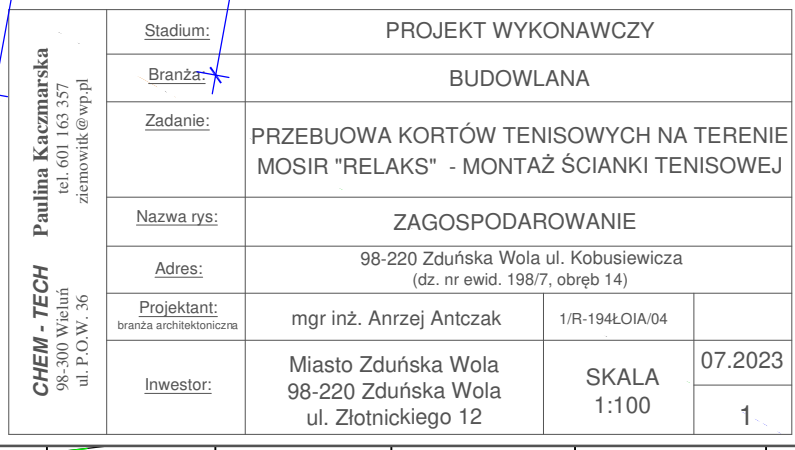 CHEM - TECH Paulina Kaczmarska
98-300 Wieluń tel. 601 163 357
ul. P.O.W. 36 ziemowitk@wp.pl
Stadium: PROJEKT WYKONAWCZY
Branża: BUDOWLANA
Zadanie: PRZEBUOWA KORTÓW TENISOWYCH NA TERENIE
MOSIR "RELAKS" - MONTAŻ ŚCIANKI TENISOWEJ
Nazwa rys: ZAGOSPODAROWANIE
Adres: 98-220 Zduńska Wola ul. Kobusiewicza
(dz. nr ewid. 198/7, obręb 14)
Projektant: mgr inż. Anrzej Antczak 1/R-194ŁOIA/04
branża architektoniczna
Inwestor: Miasto Zduńska Wola
98-220 Zduńska Wola
ul. Złotnickiego 12
SKALA
1:100
07.2023
1